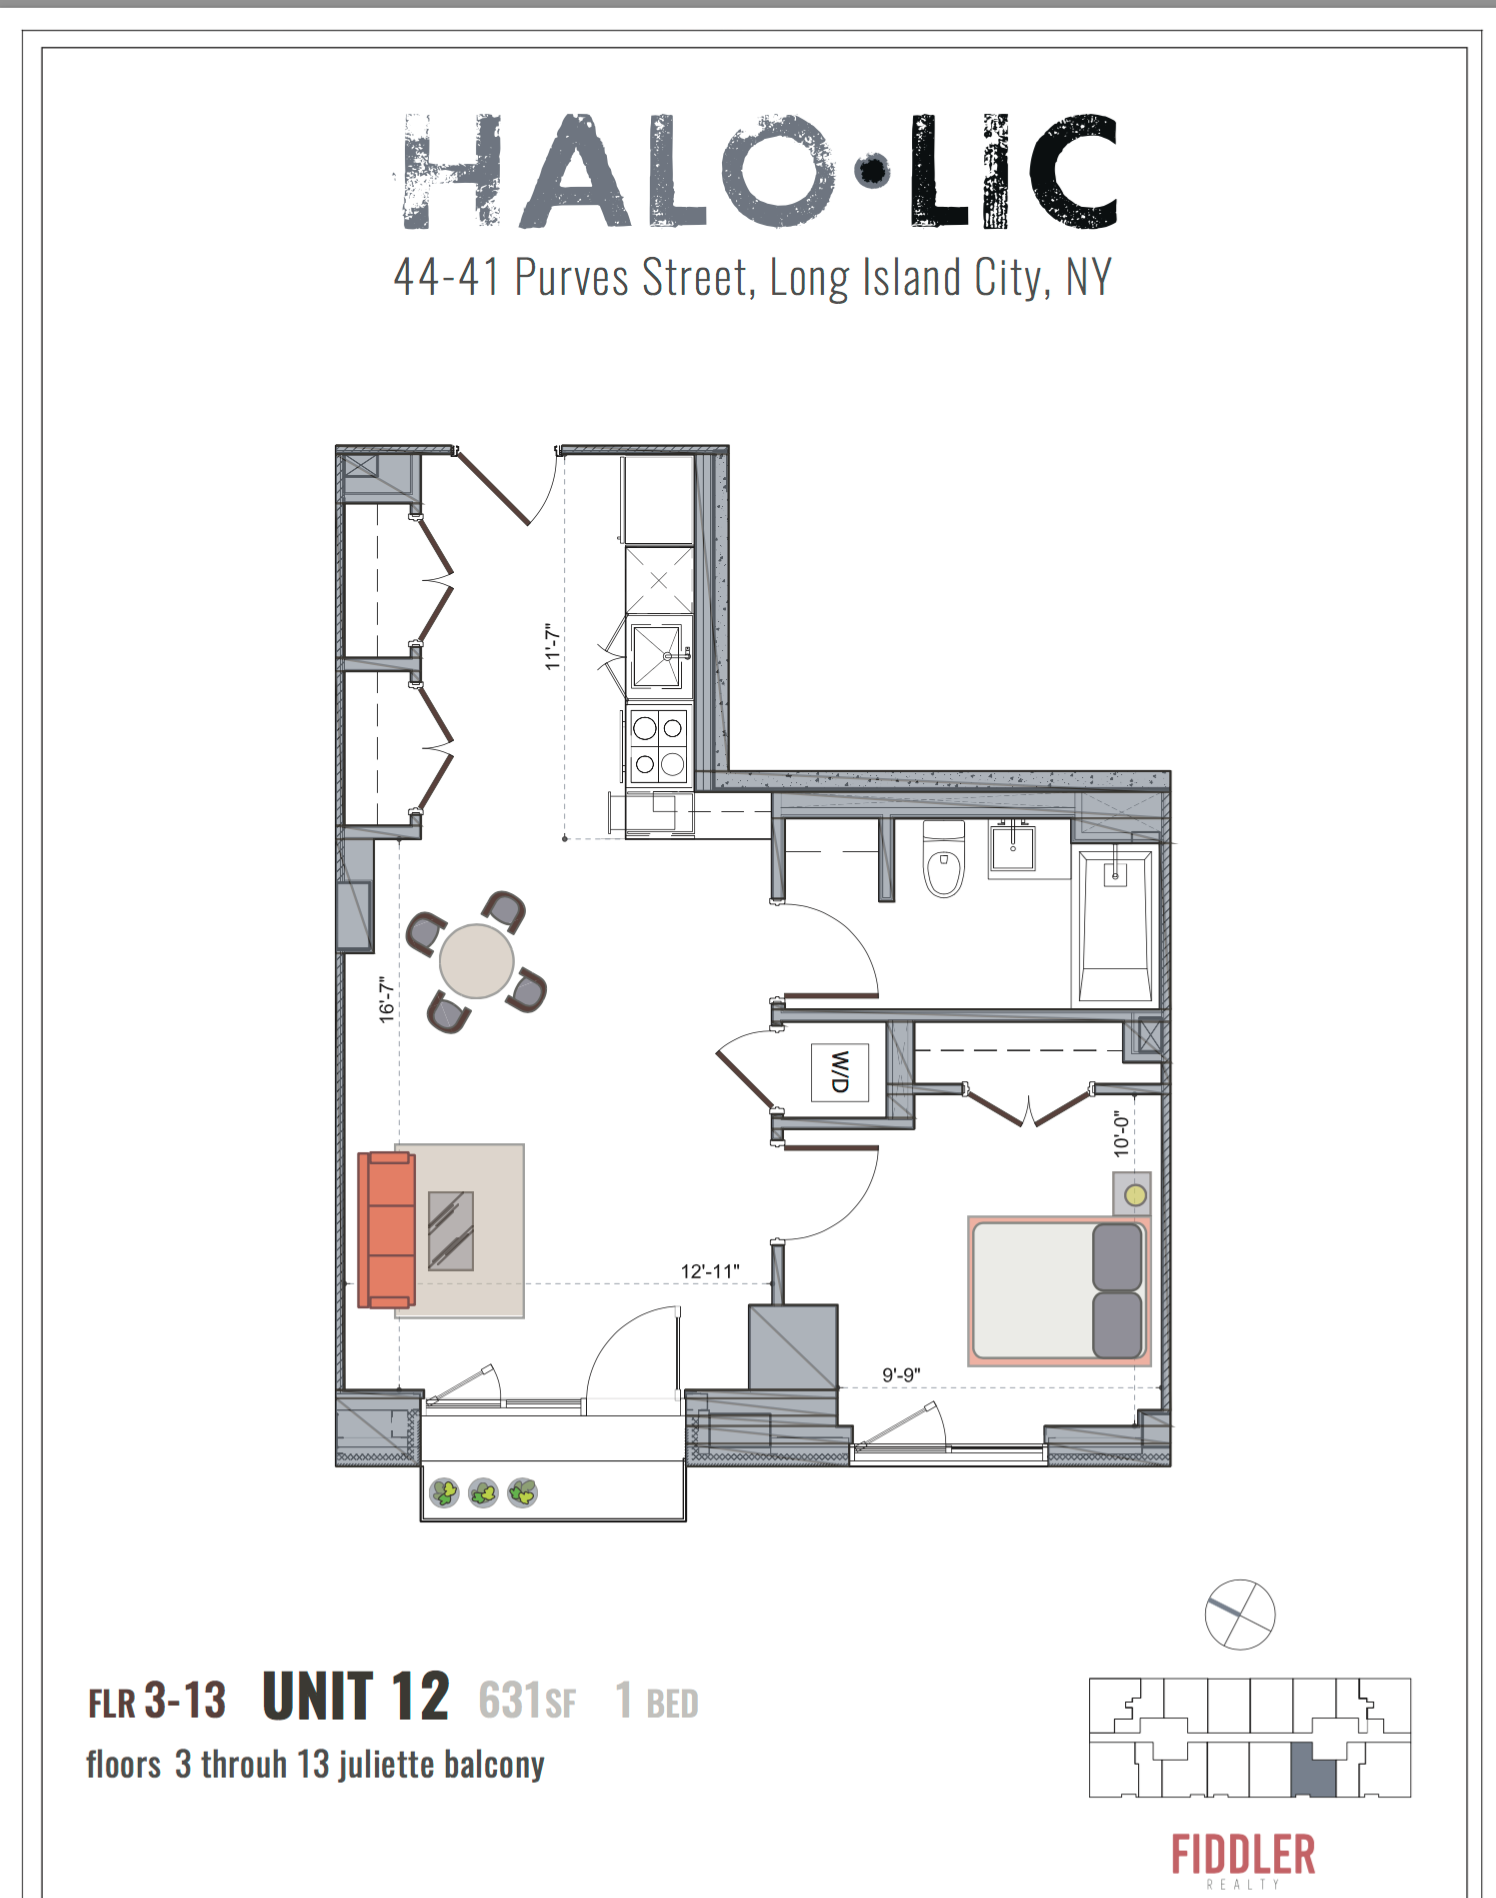 HALO•LIC
44-41 Purves Street, Long Island City, NY
11'-7"
16'-7"
W/D
10'-0"
12'-11"
9'-9"
FLR 3-13 UNIT 12 631SF 1 BED
floors 3 throuh 13 juliette balcony
FIDDLER
REALTY